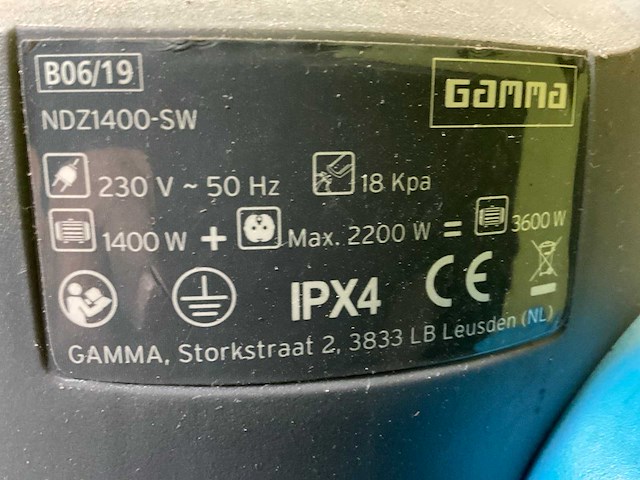 B06/19
GAMMA
NDZ1400-SW
230 V ~ 50 Hz 18 Kpa
1400 W + Max. 2200 W = 3600 W
IPX4 CE
GAMMA, Storkstraat 2, 3833 LB Leusden (NL)